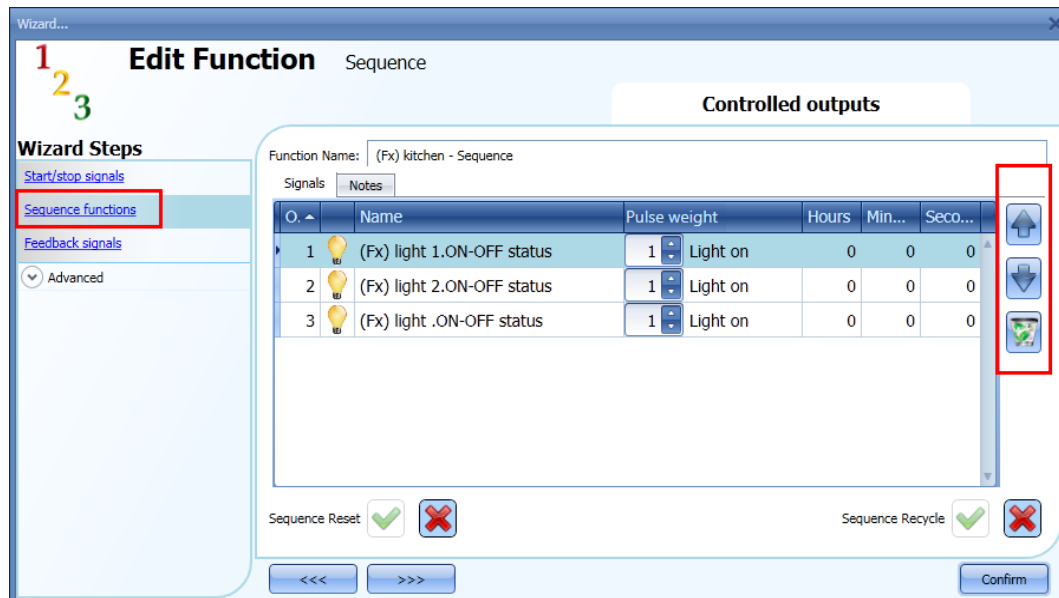 Wizard...
1 2 3
Edit Function Sequence
Controlled outputs
Wizard Steps
Start/stop signals
Sequence functions
Feedback signals
Advanced
Function Name: (Fx) kitchen - Sequence
Signals Notes
O. Name Pulse weight Hours Min... Seco...
1 (Fx) light 1.ON-OFF status 1 Light on 0 0 0
2 (Fx) light 2.ON-OFF status 1 Light on 0 0 0
3 (Fx) light .ON-OFF status 1 Light on 0 0 0
Sequence Reset Sequence Recycle
<<< >>> Confirm